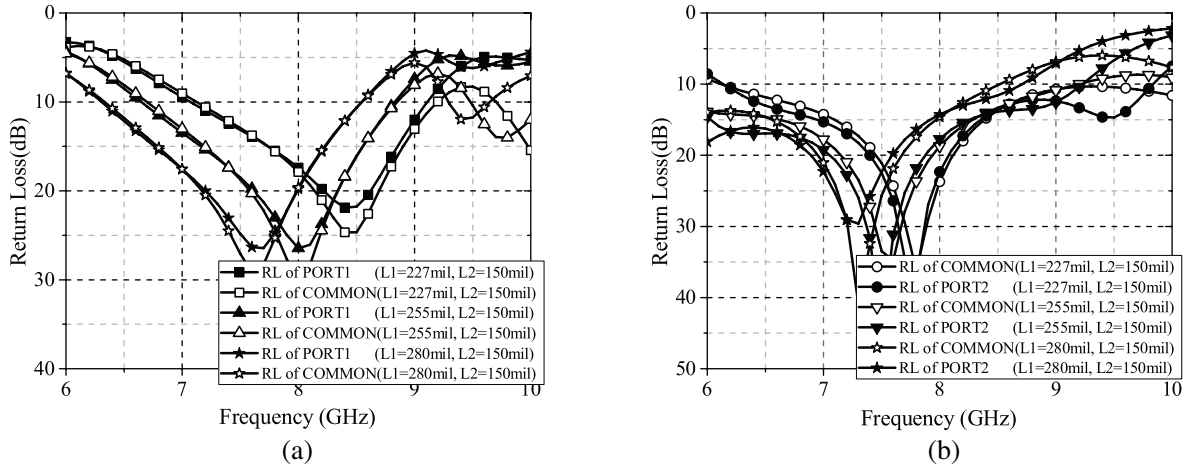 0
10
20
30
40
Return Loss(dB)
RL of PORT1 (L1=227mil, L2=150mil)
RL of COMMON(L1=227mil, L2=150mil)
RL of PORT1 (L1=255mil, L2=150mil)
RL of COMMON(L1=255mil, L2=150mil)
RL of PORT1 (L1=280mil, L2=150mil)
RL of COMMON(L1=280mil, L2=150mil)
6 7 8 9 10
Frequency (GHz)
(a)
0
10
20
30
40
50
Return Loss(dB)
RL of COMMON(L1=227mil, L2=150mil)
RL of PORT2 (L1=227mil, L2=150mil)
RL of COMMON(L1=255mil, L2=150mil)
RL of PORT2 (L1=255mil, L2=150mil)
RL of COMMON(L1=280mil, L2=150mil)
RL of PORT2 (L1=280mil, L2=150mil)
6 7 8 9 10
Frequency (GHz)
(b)